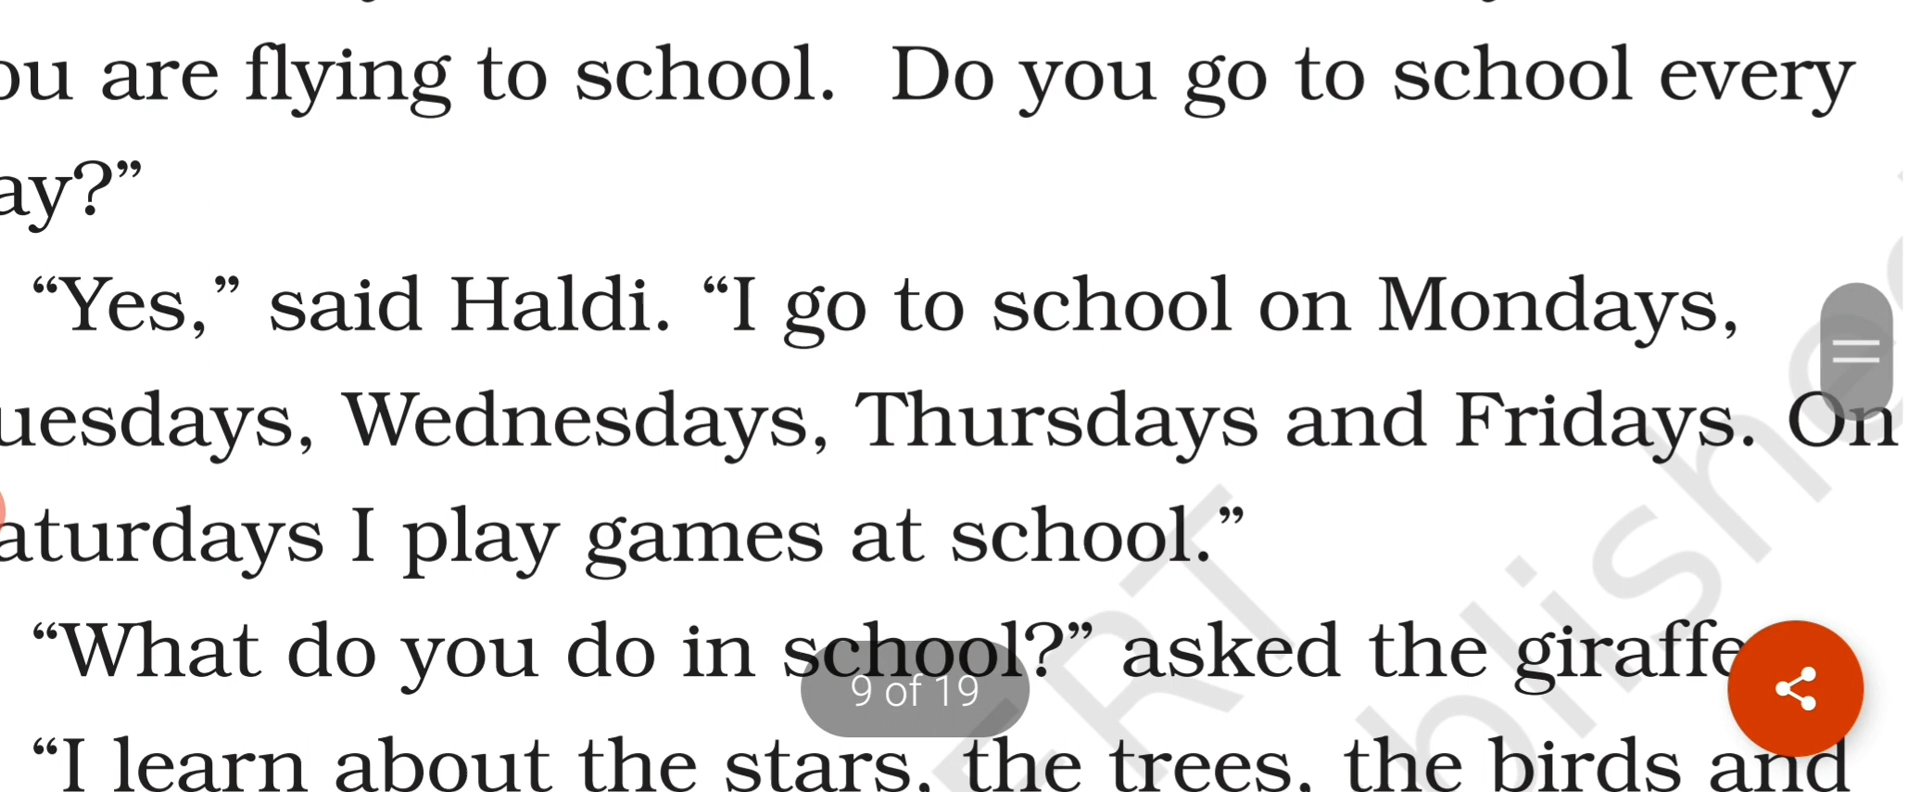 ou are flying to school. Do you go to school every
ay?”
“Yes,” said Haldi. “I go to school on Mondays,
uesdays, Wednesdays, Thursdays and Fridays. On
aturdays I play games at school.”
“What do you do in school?” asked the giraffe
9 of 19
“I learn about the stars, the trees, the birds and